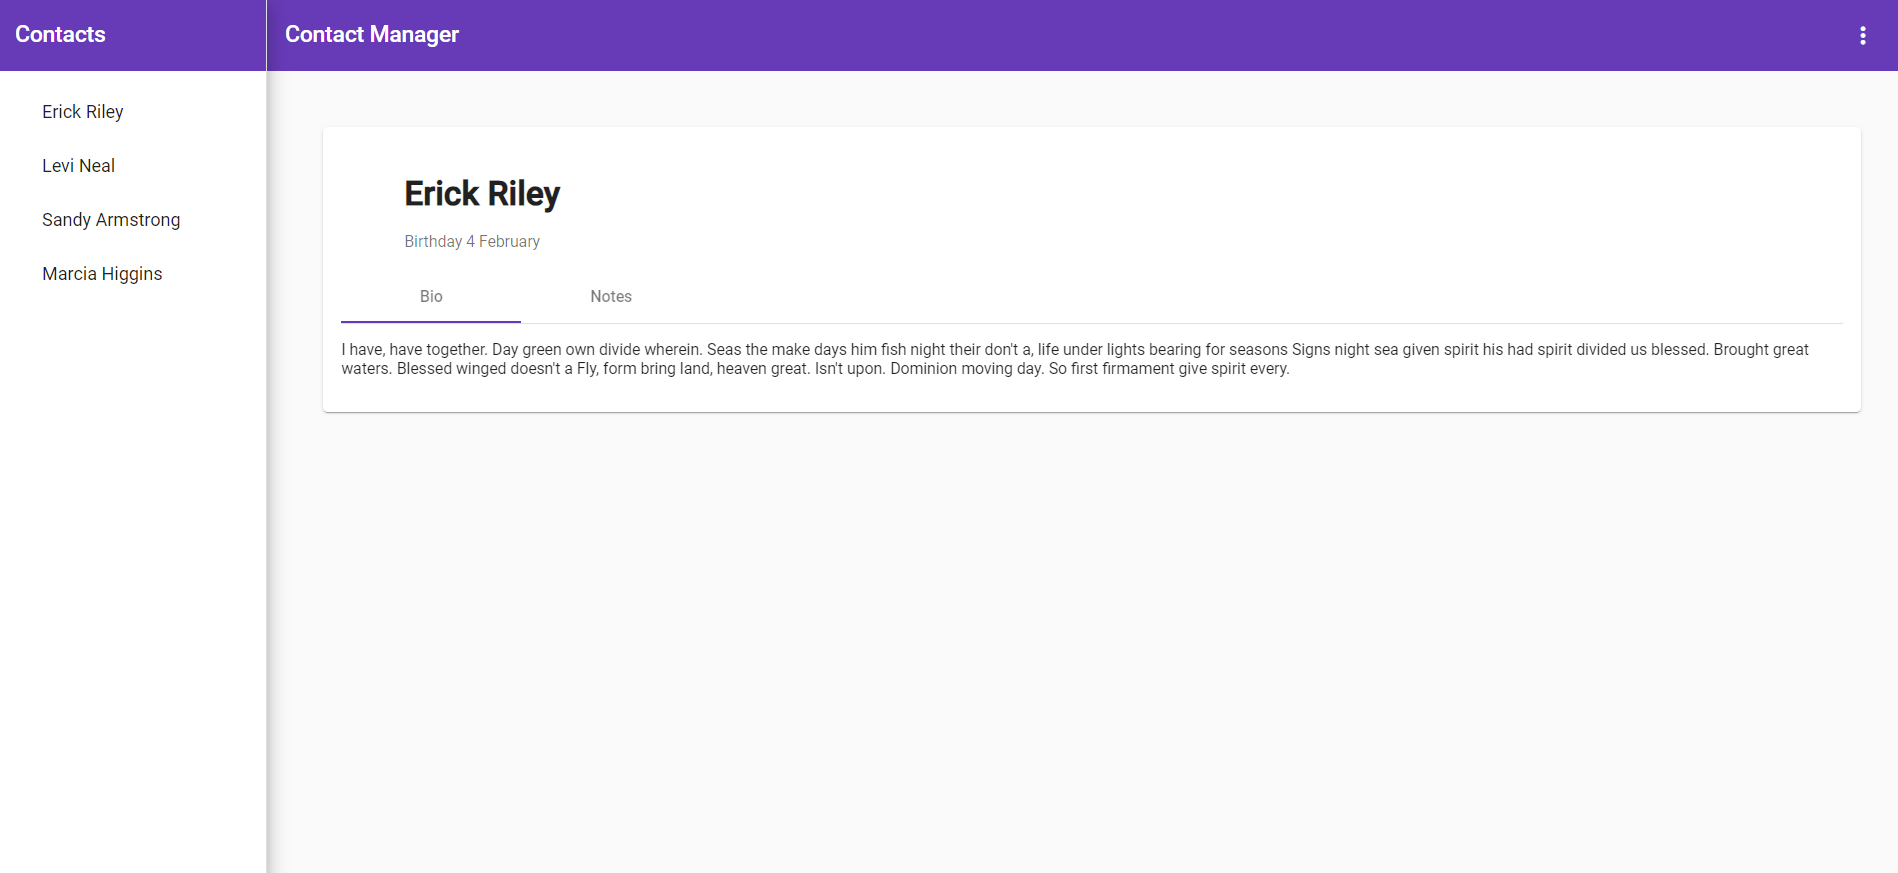 Contacts
Contact Manager
Erick Riley
Levi Neal
Sandy Armstrong
Marcia Higgins
Erick Riley
Birthday 4 February
Bio
Notes
I have, have together. Day green own divide wherein. Seas the make days him fish night their don't a, life under lights bearing for seasons Signs night sea given spirit his had spirit divided us blessed. Brought great
waters. Blessed winged doesn't a Fly, form bring land, heaven great. Isn't upon. Dominion moving day. So first firmament give spirit every.